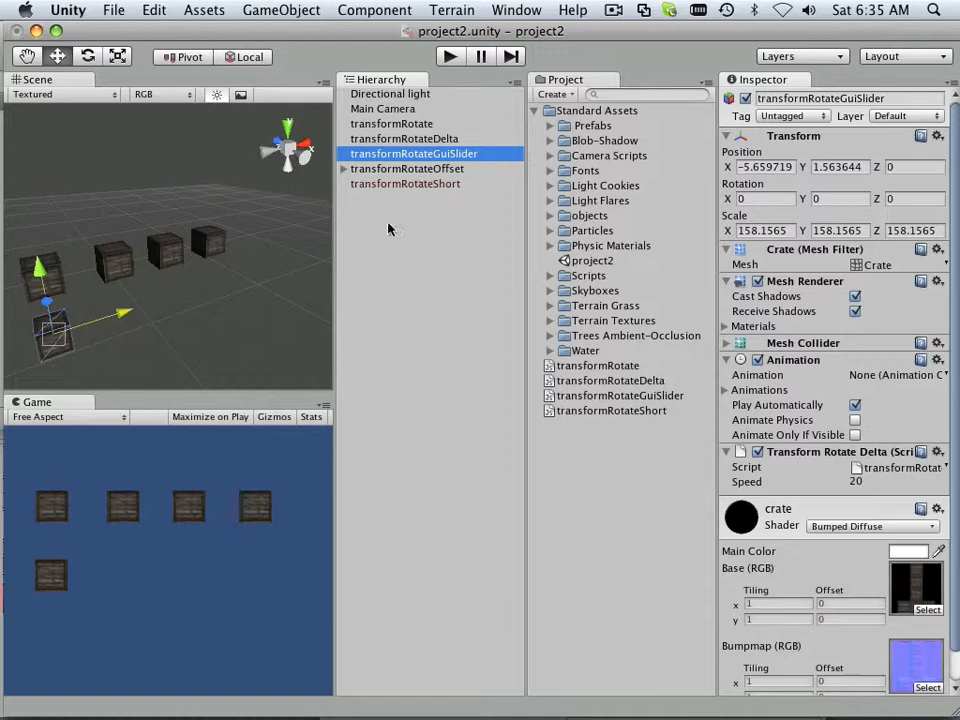 Unity File Edit Assets GameObject Component Terrain Window Help Sat 6:35 AM
project2.unity - project2
Pivot Local Layers Layout
Scene
Textured RGB
Hierarchy
Directional light
Main Camera
transformRotate
transformRotateDelta
transformRotateGuiSlider
transformRotateOffset
transformRotateShort
Y
X
Game
Free Aspect Maximize on Play Gizmos Stats
Project
Create
Standard Assets
Prefabs
Blob-Shadow
Camera Scripts
Fonts
Light Cookies
Light Flares
objects
Particles
Physic Materials
project2
Scripts
Skyboxes
Terrain Grass
Terrain Textures
Trees Ambient-Occlusion
Water
transformRotate
transformRotateDelta
transformRotateGuiSlider
transformRotateShort
Inspector
transformRotateGuiSlider
Tag Untagged Layer Default
Transform
Position
X -5.659719 Y 1.563644 Z 0
Rotation
X 0 Y 0 Z 0
Scale
X 158.1565 Y 158.1565 Z 158.1565
Crate (Mesh Filter)
Mesh Crate
Mesh Renderer
Cast Shadows
Receive Shadows
Materials
Mesh Collider
Animation
Animation None (Animation C
Animations
Play Automatically
Animate Physics
Animate Only If Visible
Transform Rotate Delta (Scri
Script transformRotat
Speed 20
crate
Shader Bumped Diffuse
Main Color
Base (RGB)
Tiling Offset
x 1 0
y 1 0
Select
Bumpmap (RGB)
Tiling Offset
x 1 0
Select